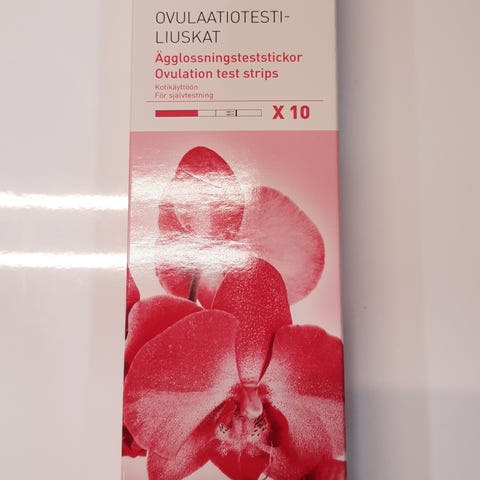 OVULAATIOTESTI-
LIUSKAT
Ägglossningsteststickor
Ovulation test strips
Kotikäyttöön
För självtestning
X 10